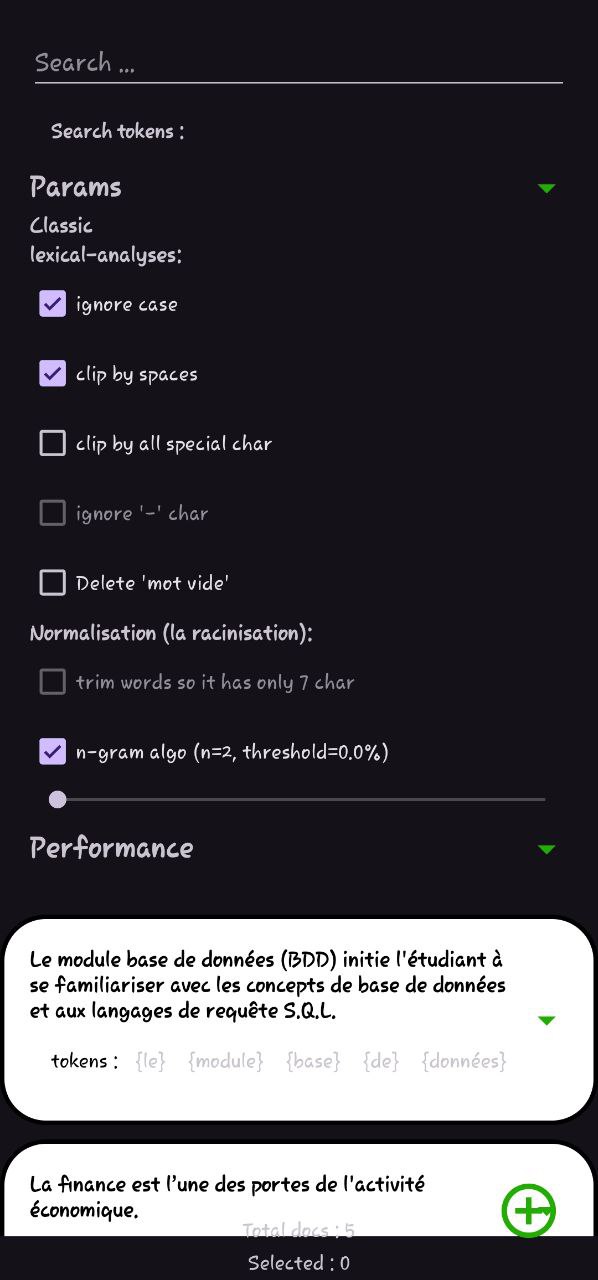 Search ...
Search tokens :
Params
Classic
lexical-analyses:
ignore case
clip by spaces
clip by all special char
ignore '-' char
Delete 'mot vide'
Normalisation (la racinisation):
trim words so it has only 7 char
n-gram algo (n=2, threshold=0.0%)
Performance
Le module base de données (BDD) initie l'étudiant à
se familiariser avec les concepts de base de données
et aux langages de requête S.Q.L.
tokens : {le} {module} {base} {de} {données}
La finance est l’une des portes de l'activité
économique.
Total docs : 5
Selected : 0